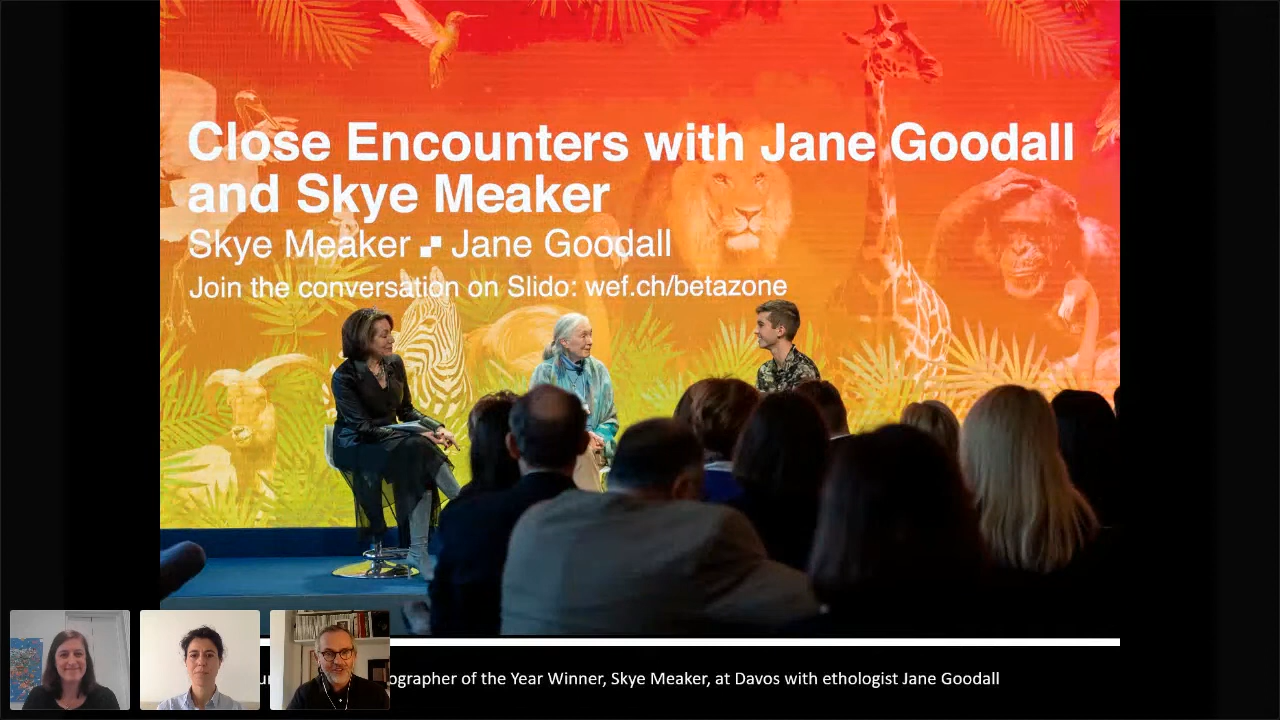 Close Encounters with Jane Goodall
and Skye Meaker
Skye Meaker Jane Goodall
Join the conversation on Slido: wef.ch/betazone
of the Year Winner, Skye Meaker, at Davos with ethologist Jane Goodall